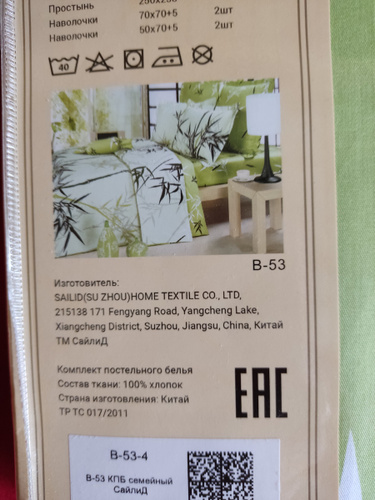 Простынь
Наволочки 70x70+5 2шт
Наволочки 50x70+5 2шт
40
B-53
Изготовитель:
SAILID(SU ZHOU)HOME TEXTILE CO., LTD,
215138 171 Fengyang Road, Yangcheng Lake,
Xiangcheng District, Suzhou, Jiangsu, China, Китай
ТМ СайлиД
Комплект постельного белья
Состав ткани: 100% хлопок
Страна изготовления: Китай
ТР ТС 017/2011
EAC
B-53-4
B-53 КПБ семейный
СайлиД